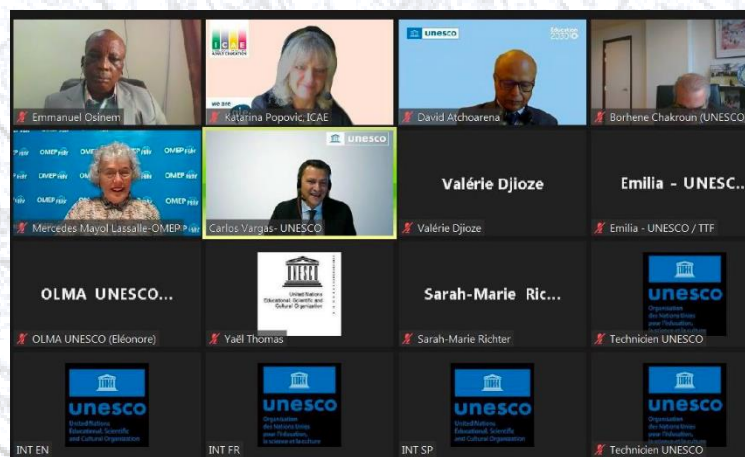 ICAE
we are
Emmanuel Osinem
Katarina Popovic, ICAE
unesco
Education
2030
David Atchoarena
Borhene Chakroun (UNESCO
OMEP
Mercedes Mayol Lassalle-OMEP
unesco
Carlos Vargas- UNESCO
Valérie Djioze
Valérie Djioze
Emilia - UNESC...
Emilia - UNESCO / TTF
OLMA UNESCO...
OLMA UNESCO (Eléonore)
United Nations
Educational, Scientific and
Cultural Organization
Yaël Thomas
Sarah-Marie Ric...
Sarah-Marie Richter
unesco
Organisation
des Nations Unies
pour l'éducation,
la science et la culture
Technicien UNESCO
unesco
United Nations
Educational, Scientific
and Cultural Organization
INT EN
unesco
Organisation
des Nations Unies
pour l'éducation,
la science et la culture
INT FR
unesco
United Nations
Educational, Scientific
and Cultural Organization
INT SP
unesco
Organisation
des Nations Unies
pour l'éducation,
la science et la culture
Technicien UNESCO